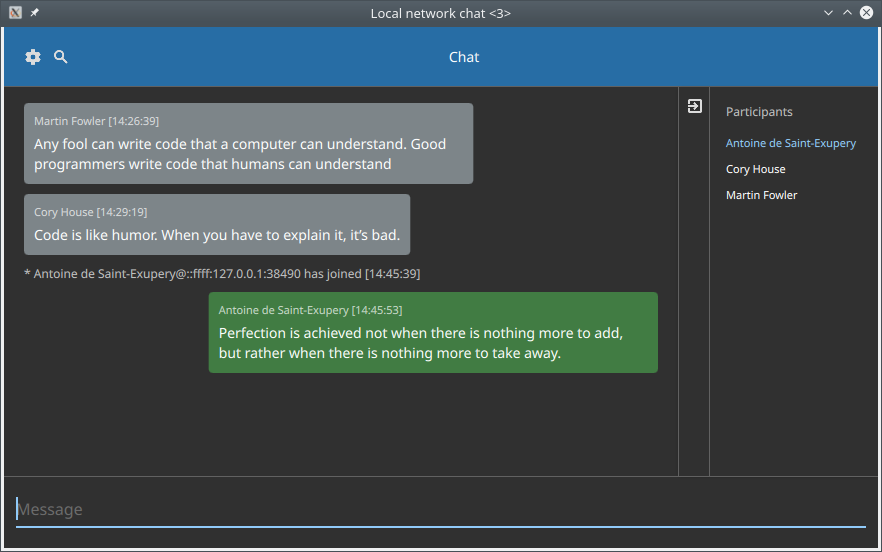 Local network chat <3>
Chat
Martin Fowler [14:26:39]
Any fool can write code that a computer can understand. Good
programmers write code that humans can understand
Cory House [14:29:19]
Code is like humor. When you have to explain it, it’s bad.
* Antoine de Saint-Exupery@::ffff:127.0.0.1:38490 has joined [14:45:39]
Antoine de Saint-Exupery [14:45:53]
Perfection is achieved not when there is nothing more to add,
but rather when there is nothing more to take away.
Participants
Antoine de Saint-Exupery
Cory House
Martin Fowler
Message